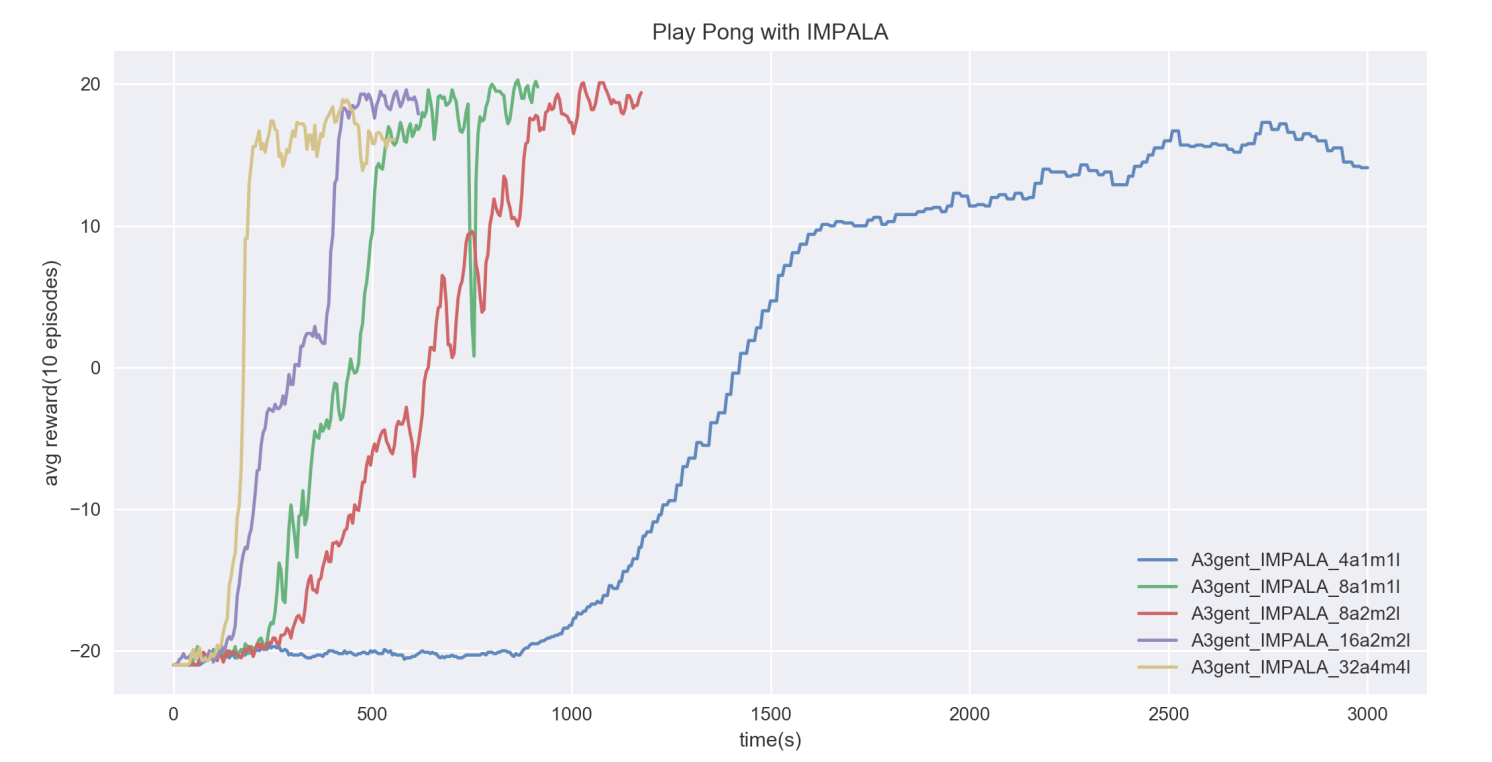 Play Pong with IMPALA
avg reward(10 episodes)
20
10
0
−10
−20
A3gent_IMPALA_4a1m1l
A3gent_IMPALA_8a1m1l
A3gent_IMPALA_8a2m2l
A3gent_IMPALA_16a2m2l
A3gent_IMPALA_32a4m4l
0 500 1000 1500 2000 2500 3000
time(s)